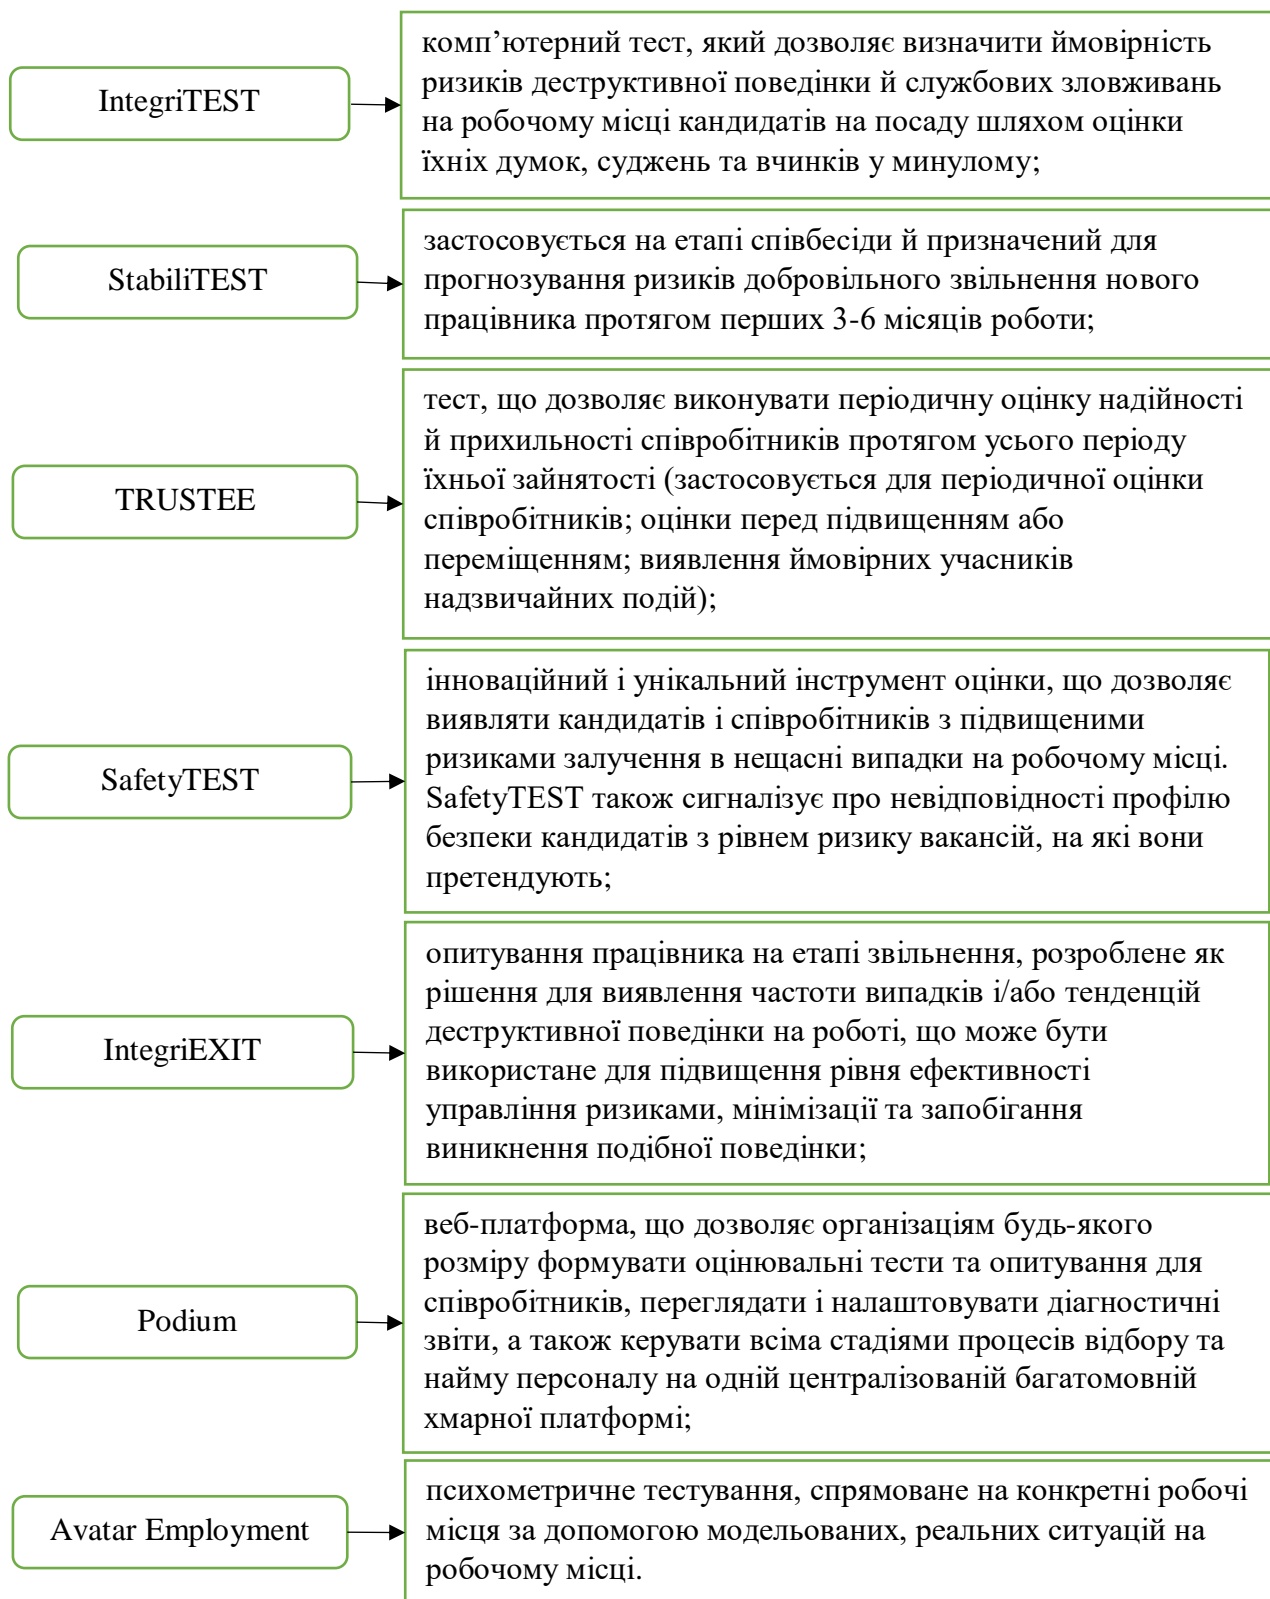 IntegriTEST
комп’ютерний тест, який дозволяє визначити ймовірність
ризиків деструктивної поведінки й службових зловживань
на робочому місці кандидатів на посаду шляхом оцінки
їхніх думок, суджень та вчинків у минулому;
StabiliTEST
застосовується на етапі співбесіди й призначений для
прогнозування ризиків добровільного звільнення нового
працівника протягом перших 3-6 місяців роботи;
TRUSTEE
тест, що дозволяє виконувати періодичну оцінку надійності
й прихильності співробітників протягом усього періоду
їхньої зайнятості (застосовується для періодичної оцінки
співробітників; оцінки перед підвищенням або
переміщенням; виявлення ймовірних учасників
надзвичайних подій);
SafetyTEST
інноваційний і унікальний інструмент оцінки, що дозволяє
виявляти кандидатів і співробітників з підвищеними
ризиками залучення в нещасні випадки на робочому місці.
SafetyTEST також сигналізує про невідповідності профілю
безпеки кандидатів з рівнем ризику вакансій, на які вони
претендують;
IntegriEXIT
опитування працівника на етапі звільнення, розроблене як
рішення для виявлення частоти випадків і/або тенденцій
деструктивної поведінки на роботі, що може бути
використане для підвищення рівня ефективності
управління ризиками, мінімізації та запобігання
виникнення подібної поведінки;
Podium
веб-платформа, що дозволяє організаціям будь-якого
розміру формувати оцінювальні тести та опитування для
співробітників, переглядати і налаштовувати діагностичні
звіти, а також керувати всіма стадіями процесів відбору та
найму персоналу на одній централізованій багатомовній
хмарної платформі;
Avatar Employment
психометричне тестування, спрямоване на конкретні робочі
місця за допомогою модельованих, реальних ситуацій на
робочому місці.